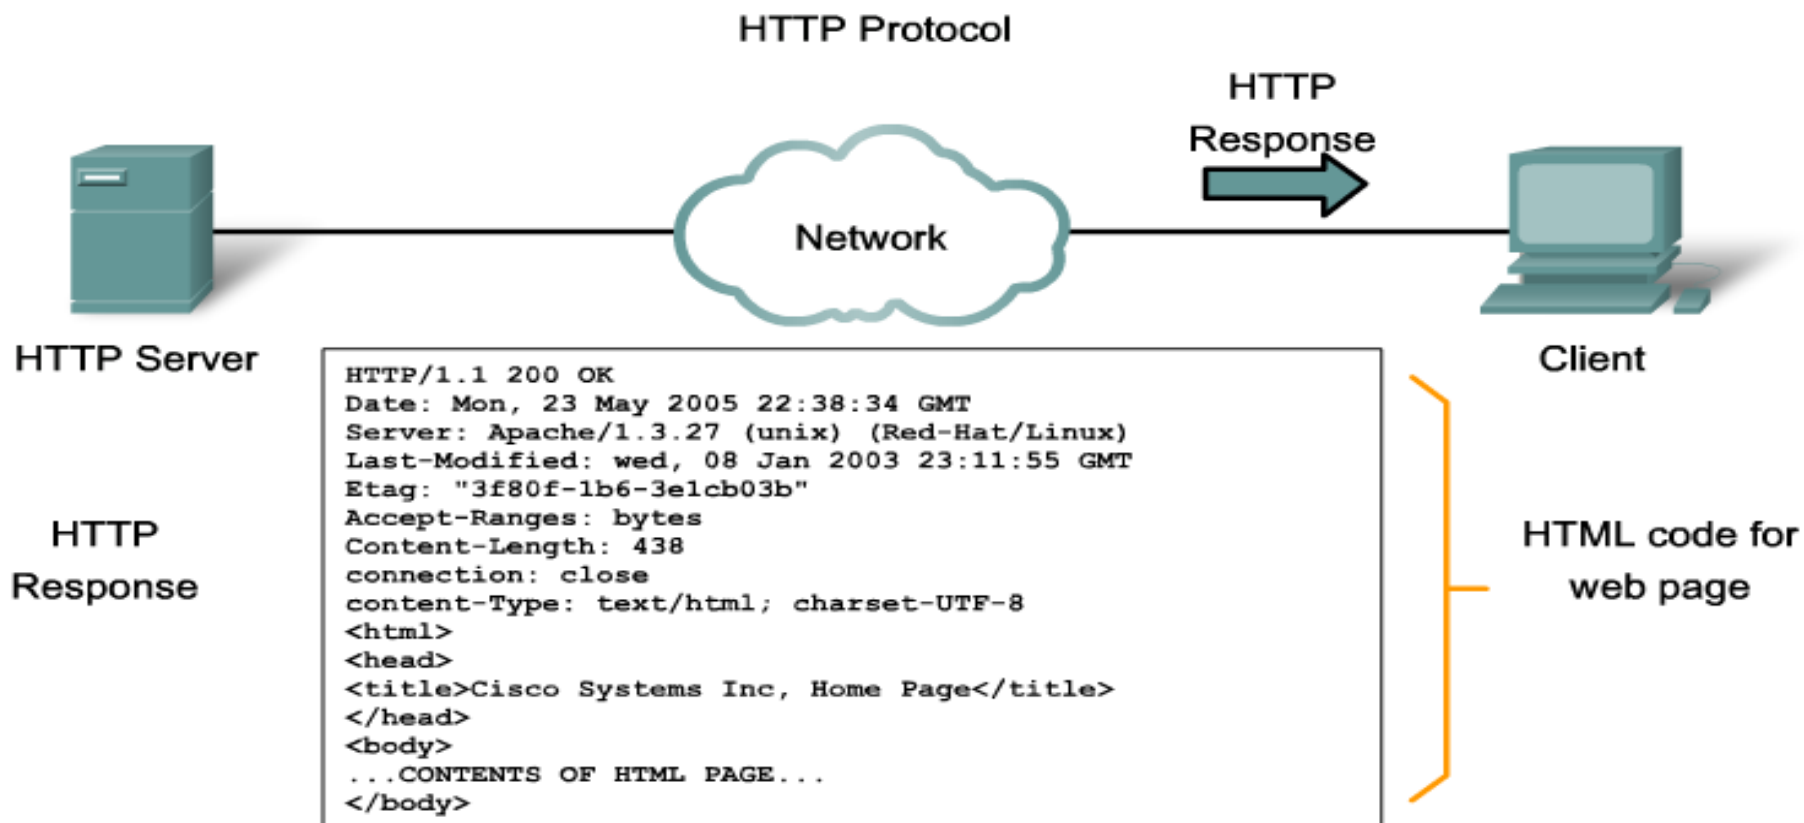 HTTP Protocol
HTTP
Response
Network
HTTP Server
Client
HTTP
Response
HTTP/1.1 200 OK
Date: Mon, 23 May 2005 22:38:34 GMT
Server: Apache/1.3.27 (unix) (Red-Hat/Linux)
Last-Modified: wed, 08 Jan 2003 23:11:55 GMT
Etag: "3f80f-1b6-3e1cb03b"
Accept-Ranges: bytes
Content-Length: 438
connection: close
content-Type: text/html; charset-UTF-8
<html>
<head>
<title>Cisco Systems Inc, Home Page</title>
</head>
<body>
...CONTENTS OF HTML PAGE...
</body>
HTML code for
web page